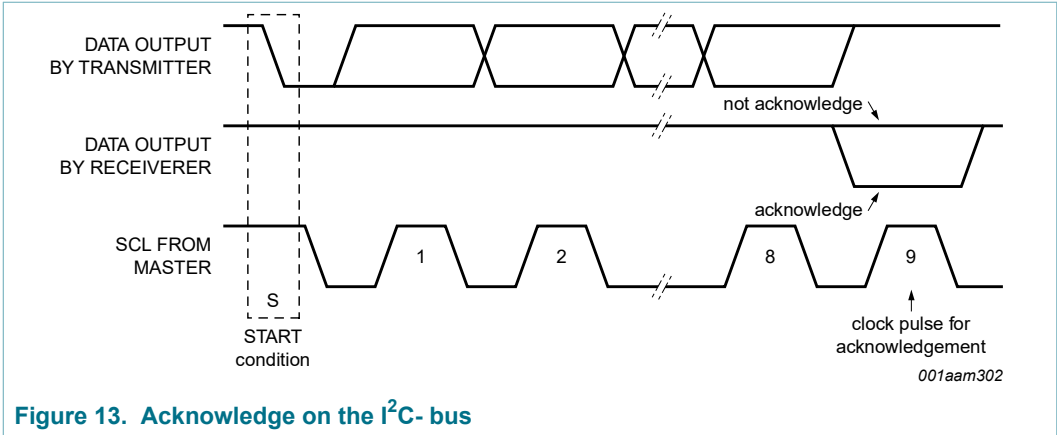 DATA OUTPUT
BY TRANSMITTER
not acknowledge
DATA OUTPUT
BY RECEIVERER
acknowledge
SCL FROM
MASTER
1
2
8
9
S
START
condition
clock pulse for
acknowledgement
001aam302
Figure 13. Acknowledge on the I²C- bus